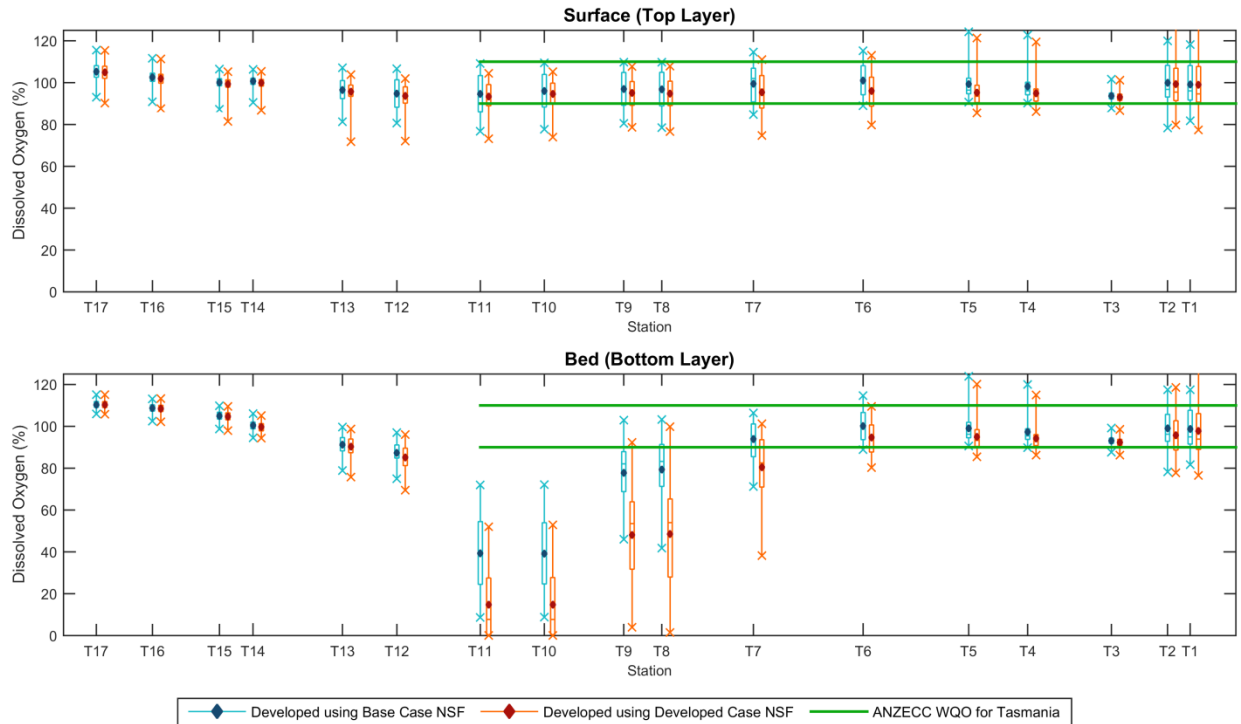 Surface (Top Layer)
Dissolved Oxygen (%)
120
100
80
60
40
20
0
T17 T16 T15 T14 T13 T12 T11 T10 T9 T8 T7 T6 T5 T4 T3 T2 T1
Station
Bed (Bottom Layer)
Dissolved Oxygen (%)
120
100
80
60
40
20
0
T17 T16 T15 T14 T13 T12 T11 T10 T9 T8 T7 T6 T5 T4 T3 T2 T1
Station
Developed using Base Case NSF Developed using Developed Case NSF ANZECC WQO for Tasmania